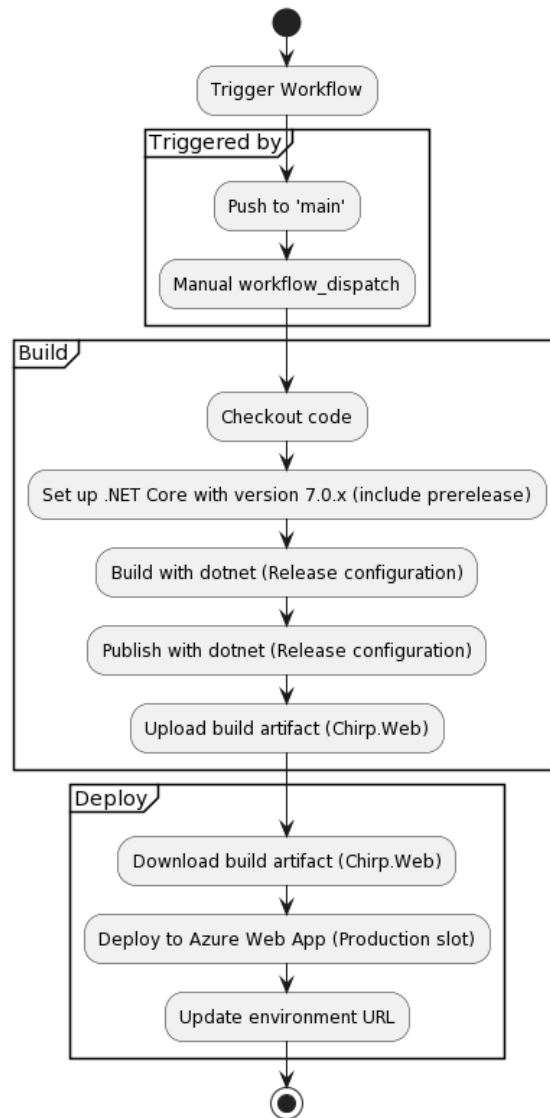 Trigger Workflow
Triggered by
Push to 'main'
Manual workflow_dispatch
Build
Checkout code
Set up .NET Core with version 7.0.x (include prerelease)
Build with dotnet (Release configuration)
Publish with dotnet (Release configuration)
Upload build artifact (Chirp.Web)
Deploy
Download build artifact (Chirp.Web)
Deploy to Azure Web App (Production slot)
Update environment URL